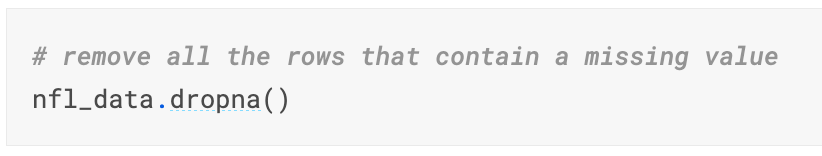 # remove all the rows that contain a missing value
nfl_data.dropna()